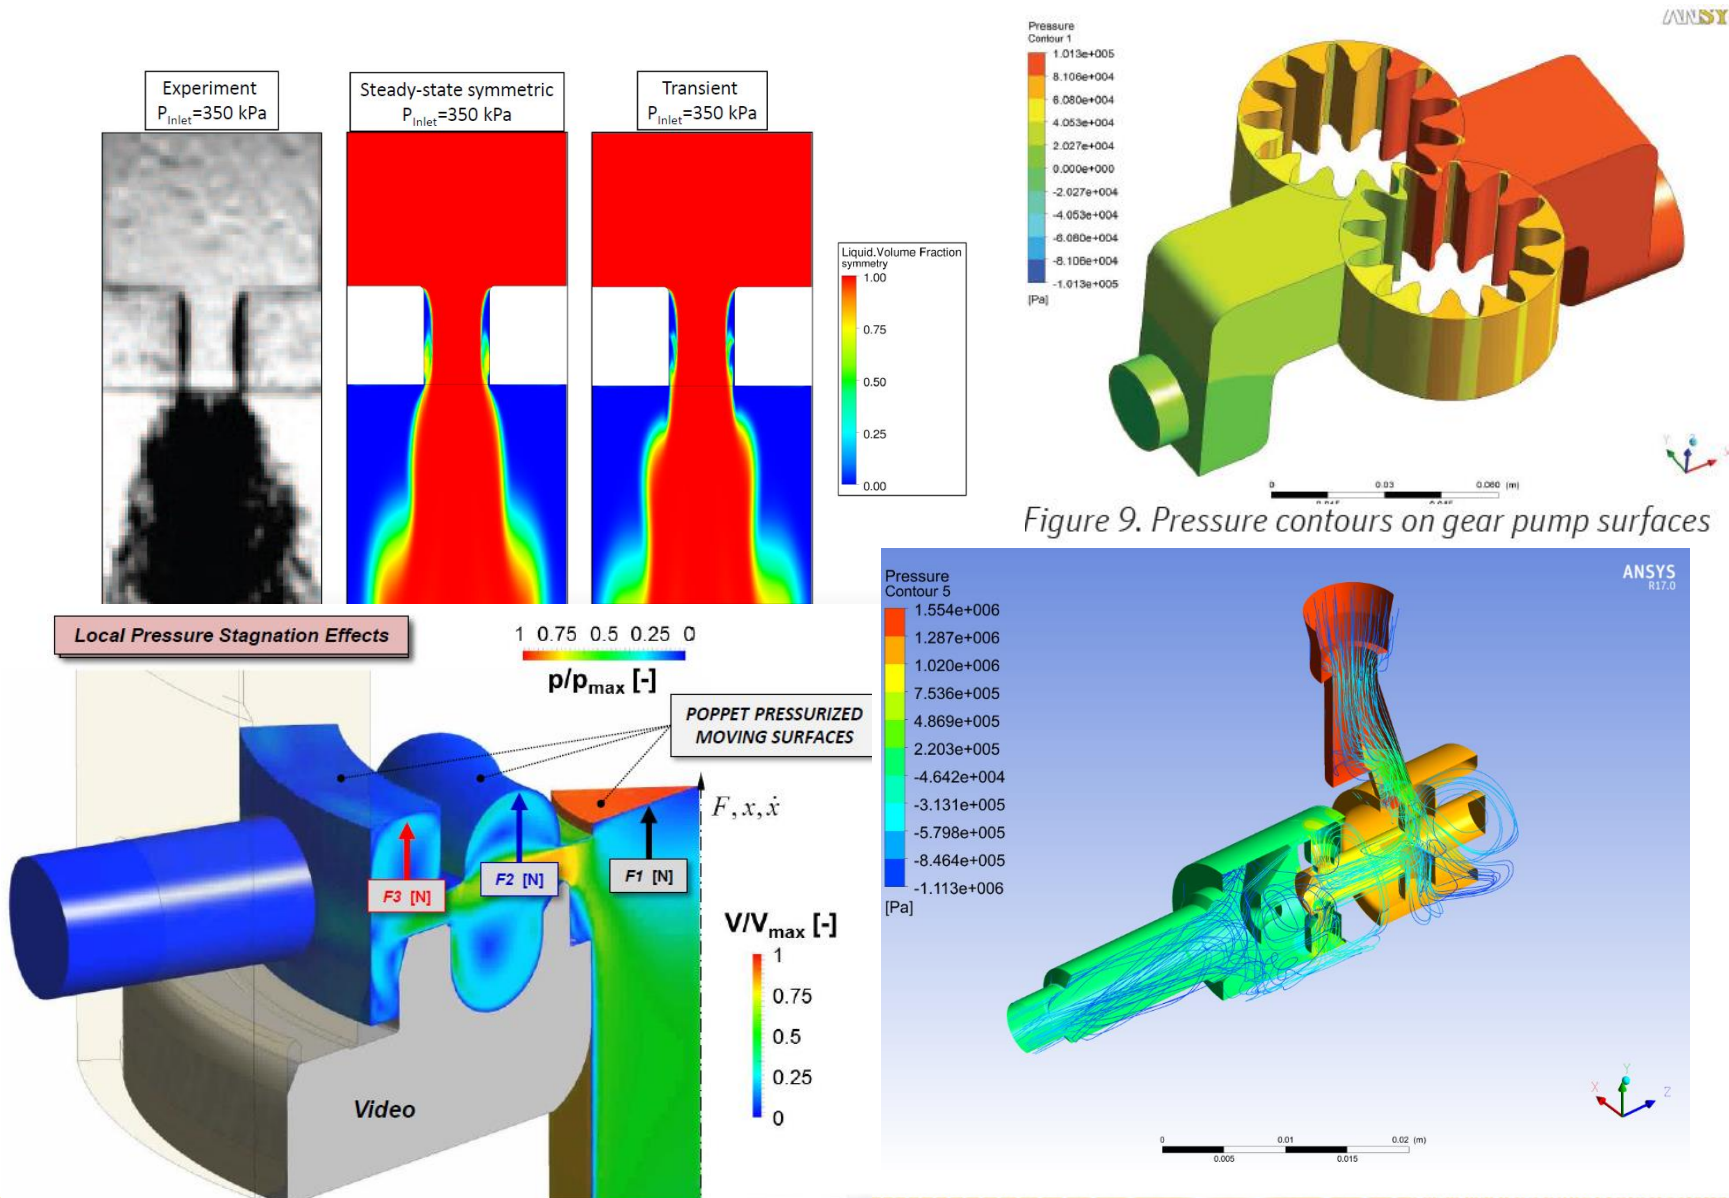 Experiment
P_Inlet=350 kPa
Steady-state symmetric
P_Inlet=350 kPa
Transient
P_Inlet=350 kPa
Liquid.Volume Fraction
symmetry
1.00
0.75
0.50
0.25
0.00
ANSY
Pressure
Contour 1
1.013e+005
8.106e+004
6.080e+004
4.053e+004
2.027e+004
0.000e+000
-2.027e+004
-4.053e+004
-6.080e+004
-8.106e+004
-1.013e+005
[Pa]
0 0.03 0.060 (m)
Figure 9. Pressure contours on gear pump surfaces
Local Pressure Stagnation Effects
1 0.75 0.5 0.25 0
p/p_max [-]
POPPET PRESSURIZED
MOVING SURFACES
F, x, ẋ
F3 [N]
F2 [N]
F1 [N]
V/V_max [-]
1
0.75
0.5
0.25
0
Video
Pressure
Contour 5
1.554e+006
1.287e+006
1.020e+006
7.536e+005
4.869e+005
2.203e+005
-4.642e+004
-3.131e+005
-5.798e+005
-8.464e+005
-1.113e+006
[Pa]
ANSYS
R17.0
X Y Z
0 0.01 0.02 (m)
0.005 0.015